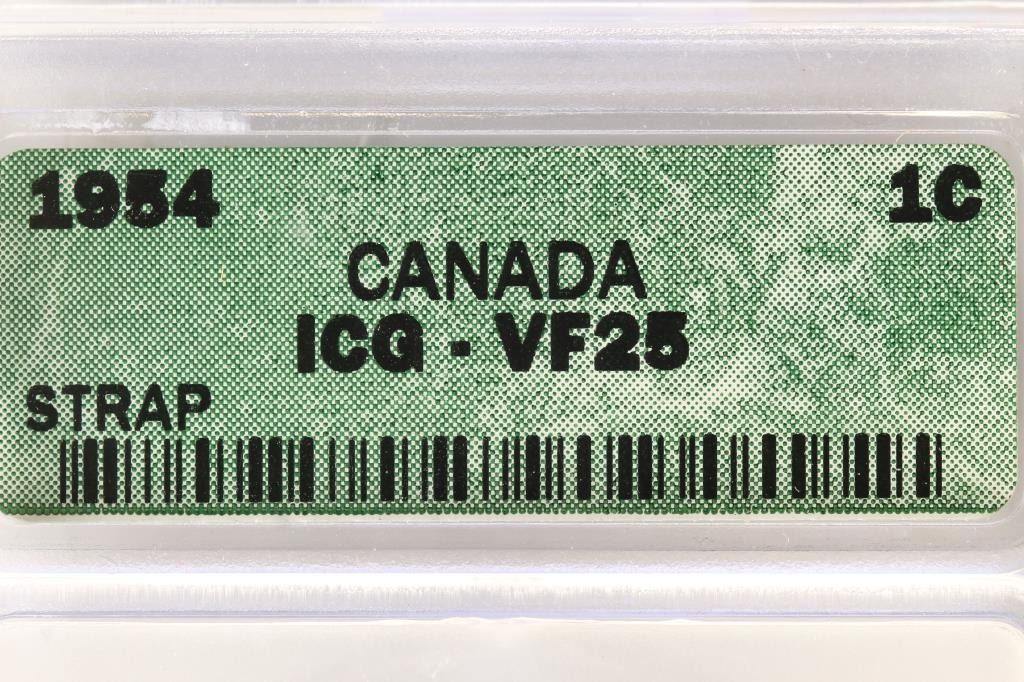 1954 1C
CANADA
ICG - VF25
STRAP